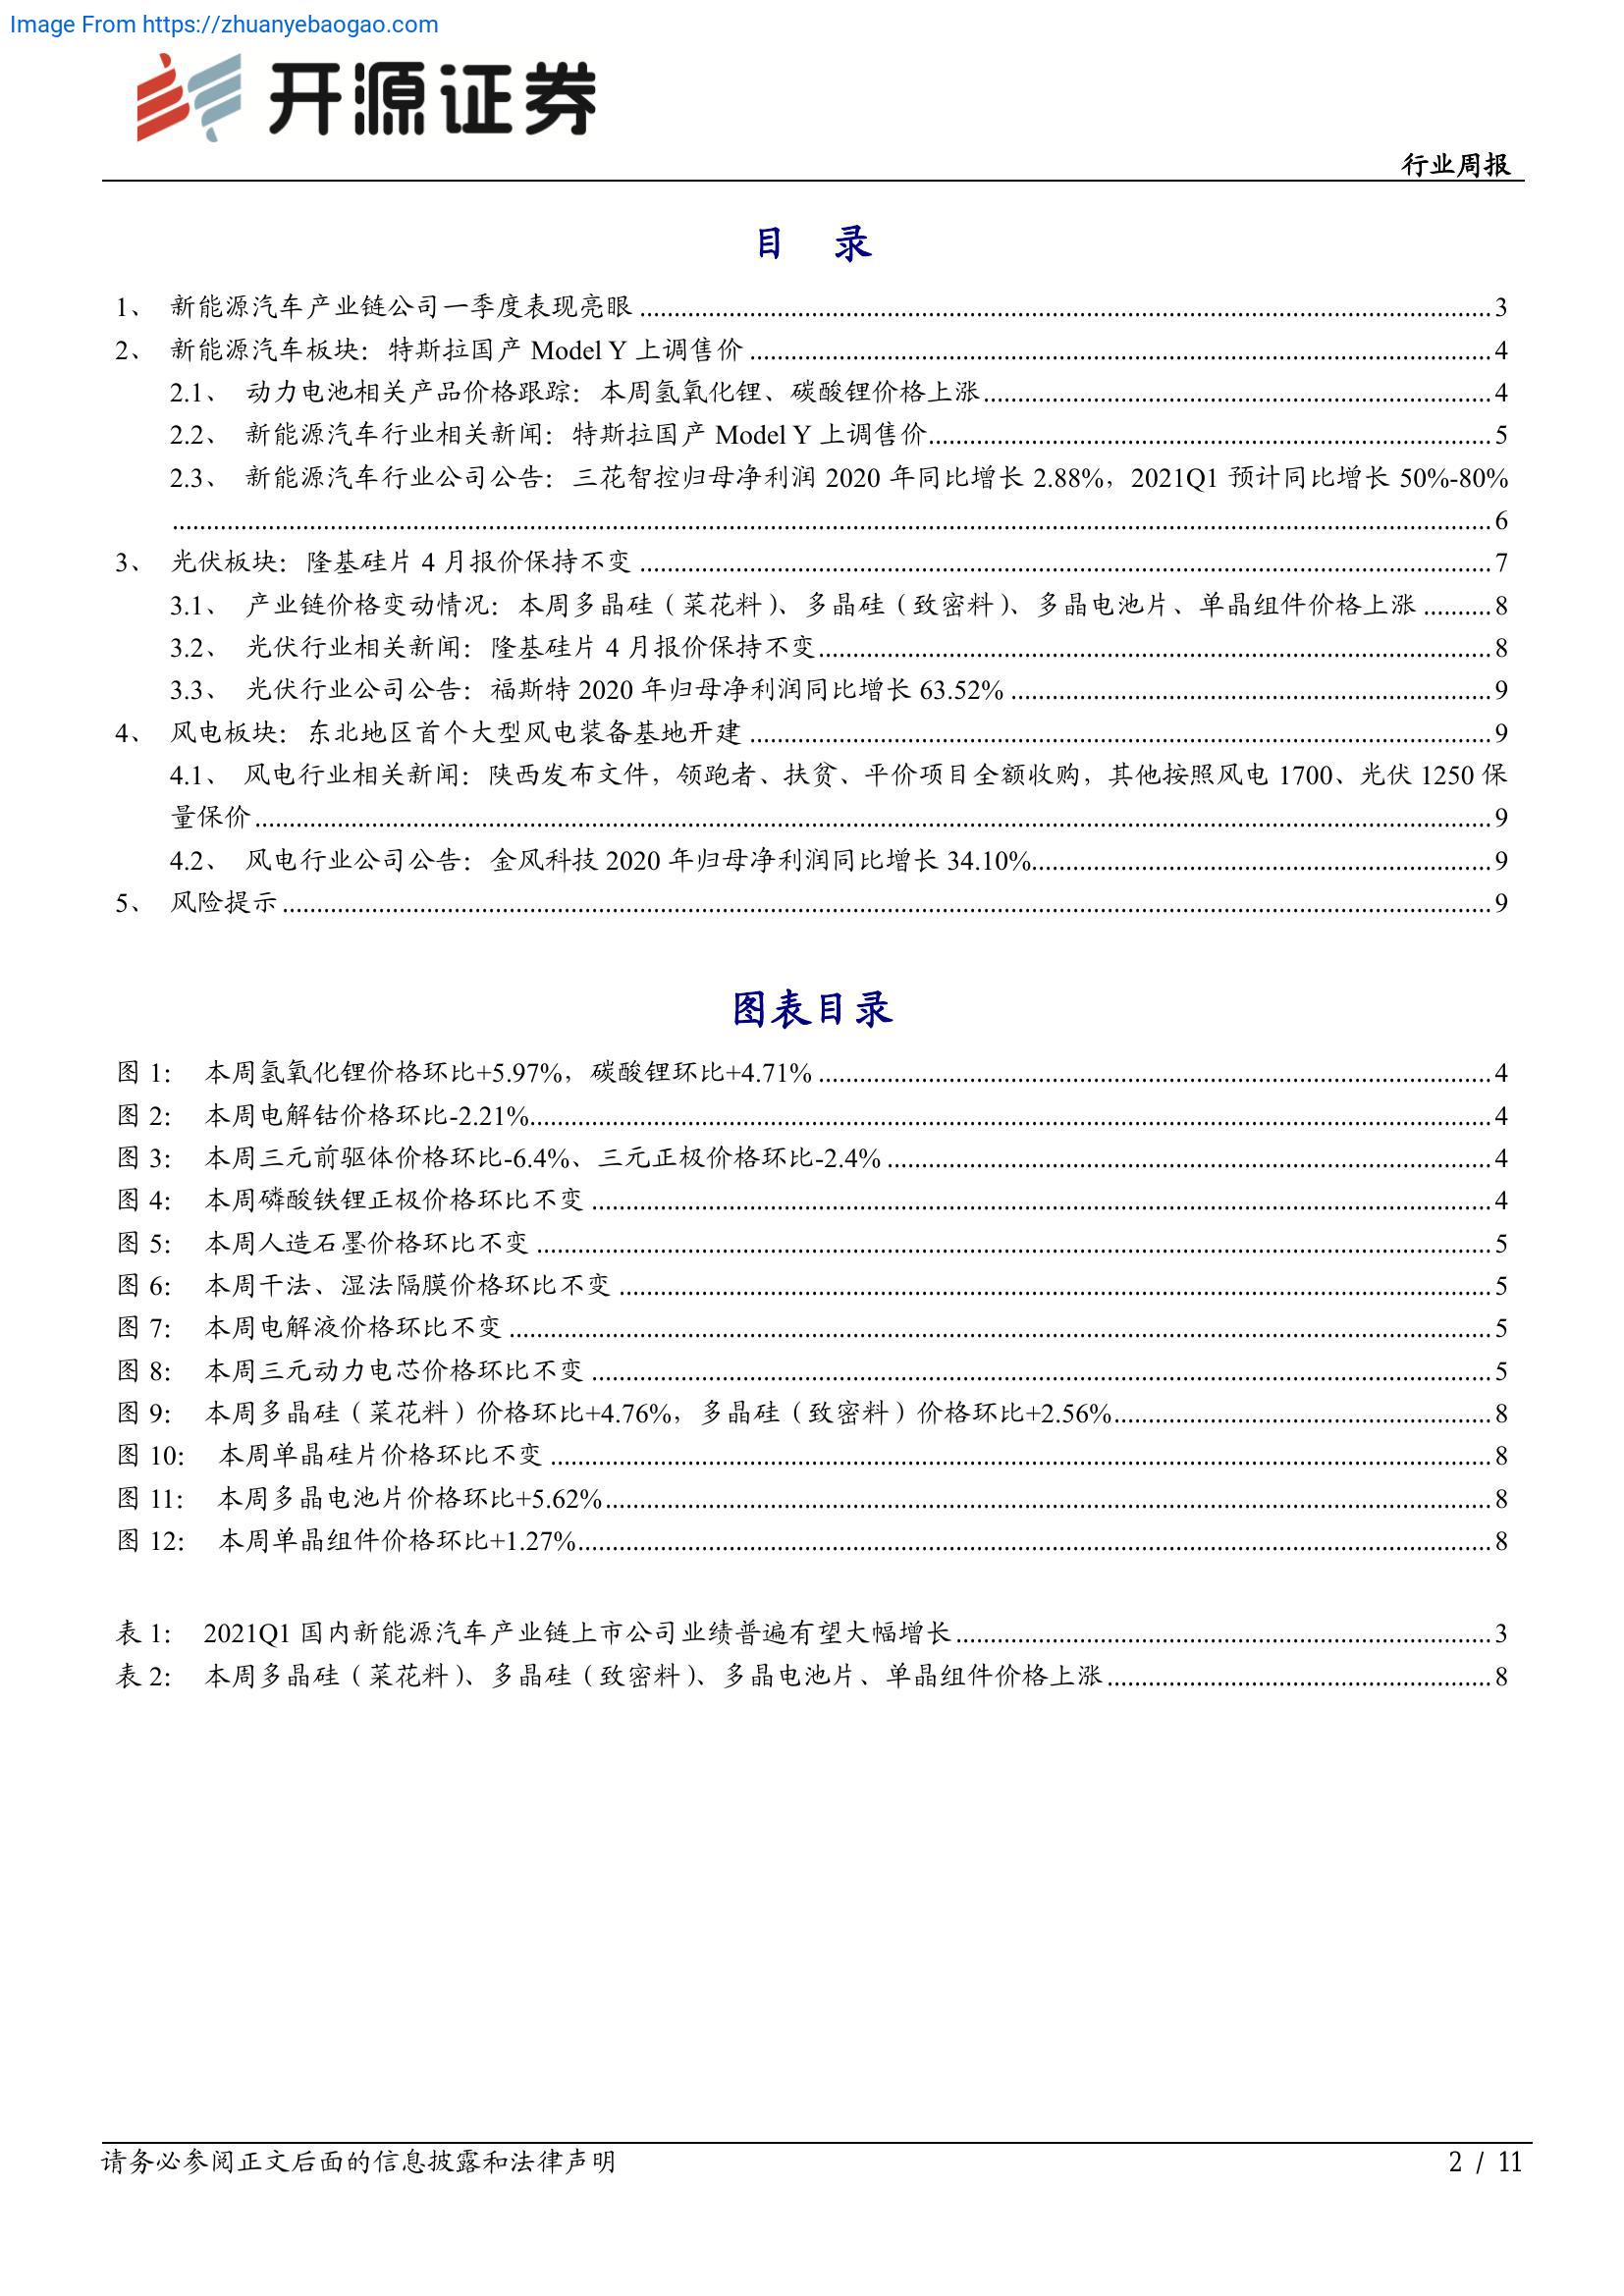 Image From https://zhuanyebaogao.com
开源证券
行业周报
目 录
1、 新能源汽车产业链公司一季度表现亮眼 ........ 3
2、 新能源汽车板块：特斯拉国产 Model Y 上调售价 ........ 4
2.1、 动力电池相关产品价格跟踪：本周氢氧化锂、碳酸锂价格上涨 ........ 4
2.2、 新能源汽车行业相关新闻：特斯拉国产 Model Y 上调售价 ........ 5
2.3、 新能源汽车行业公司公告：三花智控归母净利润 2020 年同比增长 2.88%，2021Q1 预计同比增长 50%-80%
........ 6
3、 光伏板块：隆基硅片 4 月报价保持不变 ........ 7
3.1、 产业链价格变动情况：本周多晶硅（菜花料）、多晶硅（致密料）、多晶电池片、单晶组件价格上涨 ........ 8
3.2、 光伏行业相关新闻：隆基硅片 4 月报价保持不变 ........ 8
3.3、 光伏行业公司公告：福斯特 2020 年归母净利润同比增长 63.52% ........ 9
4、 风电板块：东北地区首个大型风电装备基地开建 ........ 9
4.1、 风电行业相关新闻：陕西发布文件，领跑者、扶贫、平价项目全额收购，其他按照风电 1700、光伏 1250 保
量保价 ........ 9
4.2、 风电行业公司公告：金风科技 2020 年归母净利润同比增长 34.10% ........ 9
5、 风险提示 ........ 9
图表目录
图 1： 本周氢氧化锂价格环比+5.97%，碳酸锂环比+4.71% ........ 4
图 2： 本周电解钴价格环比-2.21% ........ 4
图 3： 本周三元前驱体价格环比-6.4%、三元正极价格环比-2.4% ........ 4
图 4： 本周磷酸铁锂正极价格环比不变 ........ 4
图 5： 本周人造石墨价格环比不变 ........ 5
图 6： 本周干法、湿法隔膜价格环比不变 ........ 5
图 7： 本周电解液价格环比不变 ........ 5
图 8： 本周三元动力电芯价格环比不变 ........ 5
图 9： 本周多晶硅（菜花料）价格环比+4.76%，多晶硅（致密料）价格环比+2.56% ........ 8
图 10： 本周单晶硅片价格环比不变 ........ 8
图 11： 本周多晶电池片价格环比+5.62% ........ 8
图 12： 本周单晶组件价格环比+1.27% ........ 8
表 1： 2021Q1 国内新能源汽车产业链上市公司业绩普遍有望大幅增长 ........ 3
表 2： 本周多晶硅（菜花料）、多晶硅（致密料）、多晶电池片、单晶组件价格上涨 ........ 8
请务必参阅正文后面的信息披露和法律声明
2 / 11